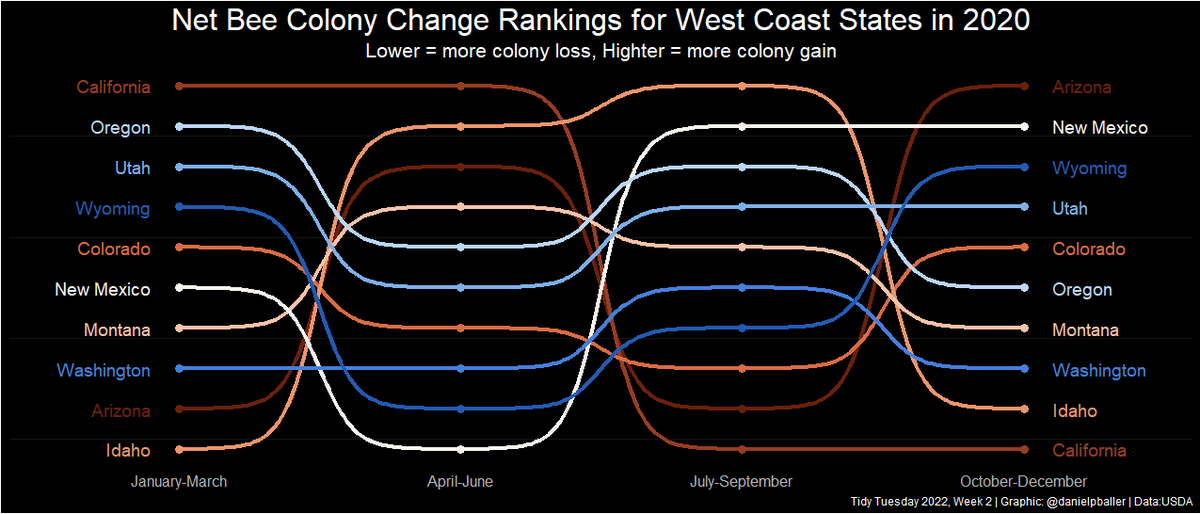 Net Bee Colony Change Rankings for West Coast States in 2020
Lower = more colony loss, Highter = more colony gain
California
Oregon
Utah
Wyoming
Colorado
New Mexico
Montana
Washington
Arizona
Idaho
Arizona
New Mexico
Wyoming
Utah
Colorado
Oregon
Montana
Washington
Idaho
California
January-March April-June July-September October-December
Tidy Tuesday 2022, Week 2 | Graphic: @danielpballer | Data:USDA